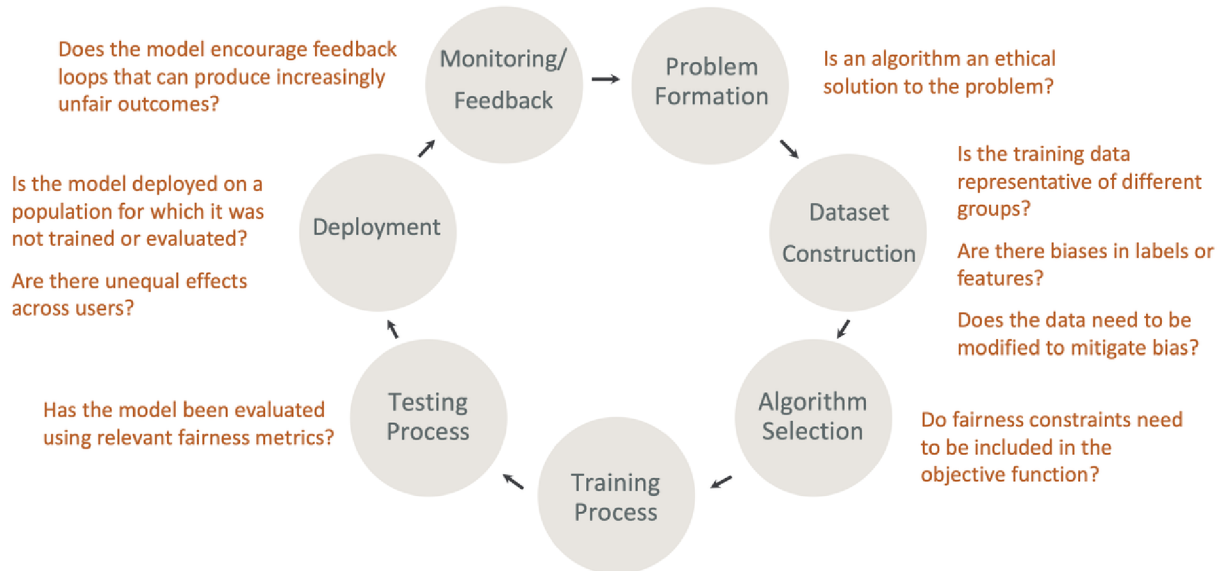 Does the model encourage feedback
loops that can produce increasingly
unfair outcomes?
Monitoring/
Feedback
Problem
Formation
Is an algorithm an ethical
solution to the problem?
Is the model deployed on a
population for which it was
not trained or evaluated?
Are there unequal effects
across users?
Deployment
Dataset
Construction
Is the training data
representative of different
groups?
Are there biases in labels or
features?
Does the data need to be
modified to mitigate bias?
Has the model been evaluated
using relevant fairness metrics?
Testing
Process
Training
Process
Algorithm
Selection
Do fairness constraints need
to be included in the
objective function?